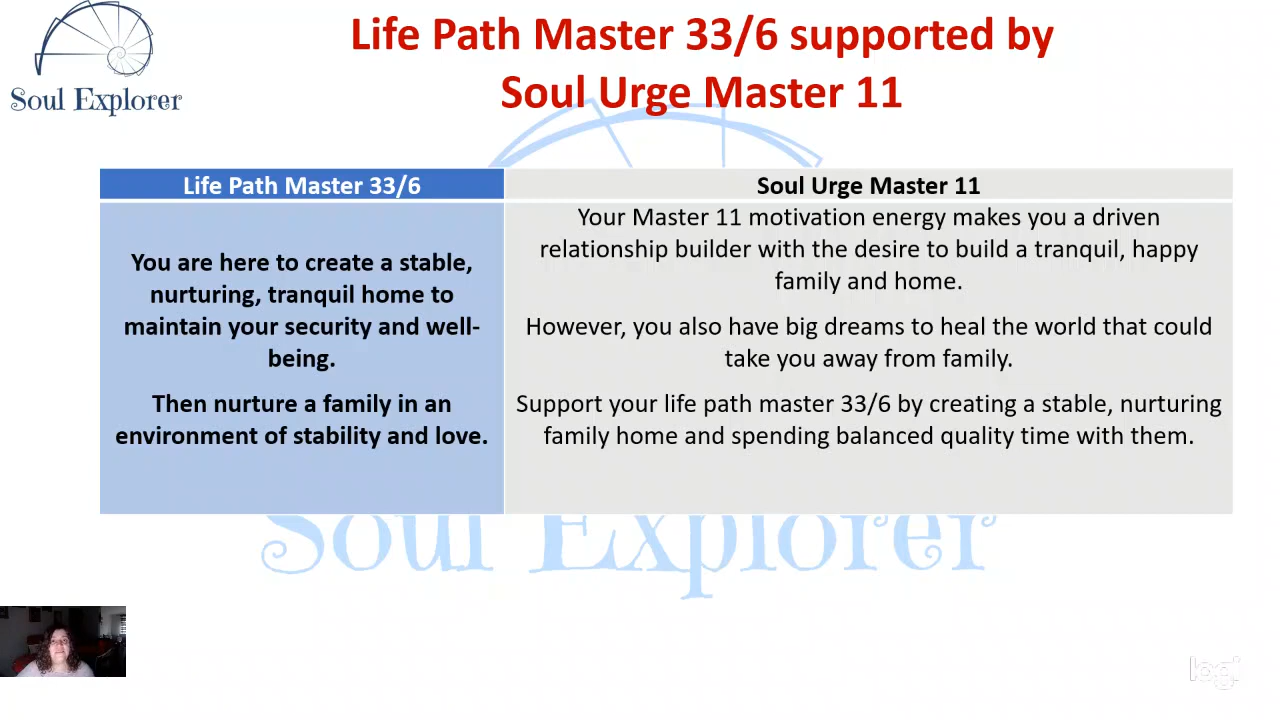 Soul Explorer
Life Path Master 33/6 supported by
Soul Urge Master 11
Life Path Master 33/6
Soul Urge Master 11
You are here to create a stable,
nurturing, tranquil home to
maintain your security and well-
being.
Then nurture a family in an
environment of stability and love.
Your Master 11 motivation energy makes you a driven
relationship builder with the desire to build a tranquil, happy
family and home.
However, you also have big dreams to heal the world that could
take you away from family.
Support your life path master 33/6 by creating a stable, nurturing
family home and spending balanced quality time with them.
Soul Explorer
logi